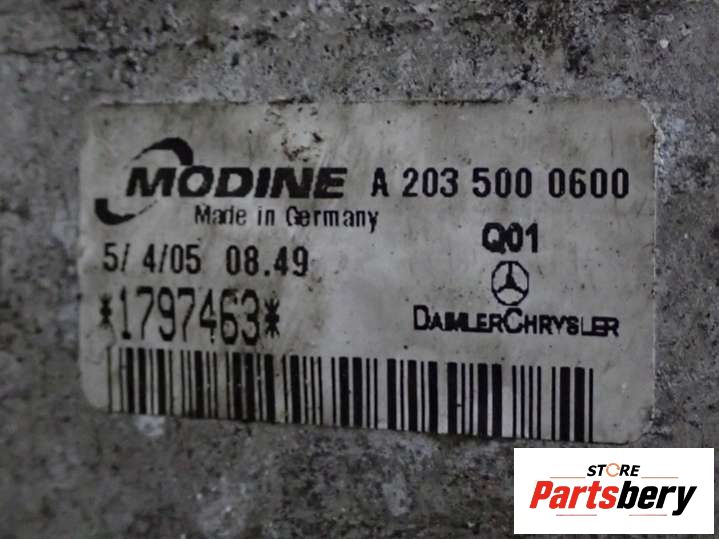 MODINE A 203 500 0600
Made in Germany Q01
5/ 4/05 08.49
*1797463* DAIMLERCHRYSLER
STORE
Partsbery